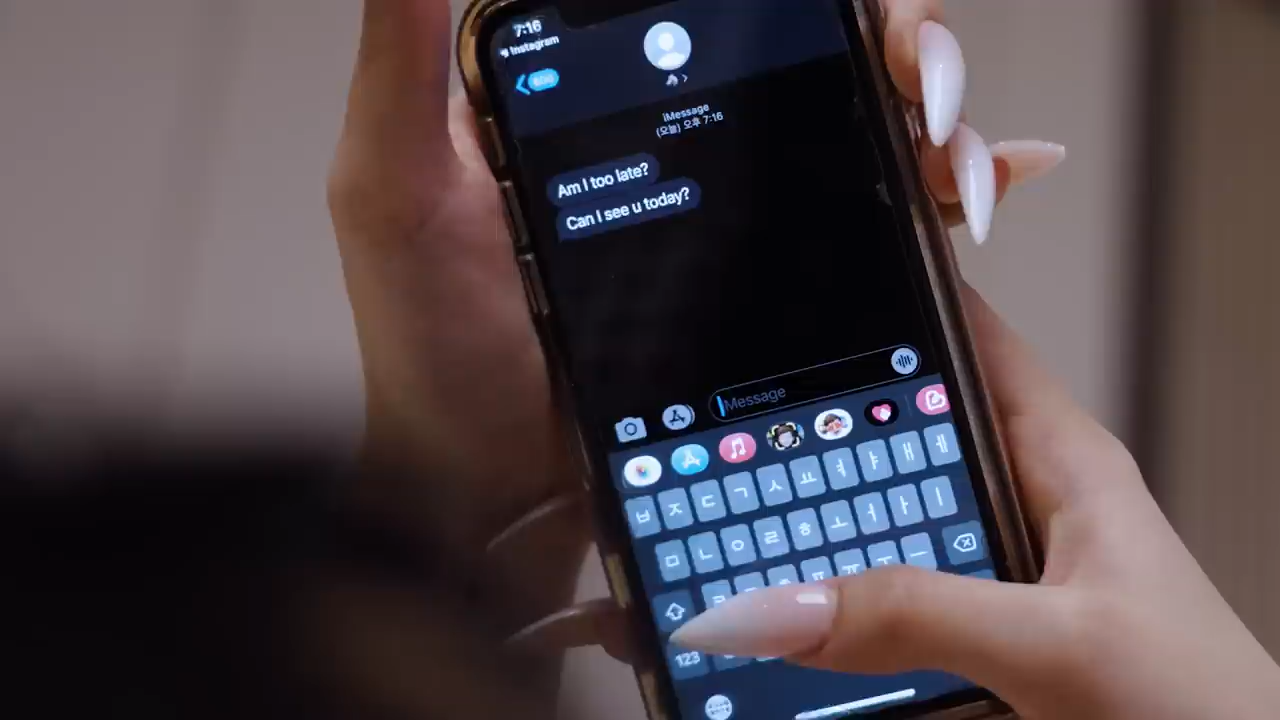 7:16
Instagram
iMessage
(오늘) 오후 7:16
Am I too late?
Can I see u today?
Message
ㅂ ㅈ ㄷ ㄱ ㅅ ㅛ ㅕ ㅑ ㅐ ㅔ
ㅁ ㄴ ㅇ ㄹ ㅎ ㅗ ㅓ ㅏ ㅣ
123